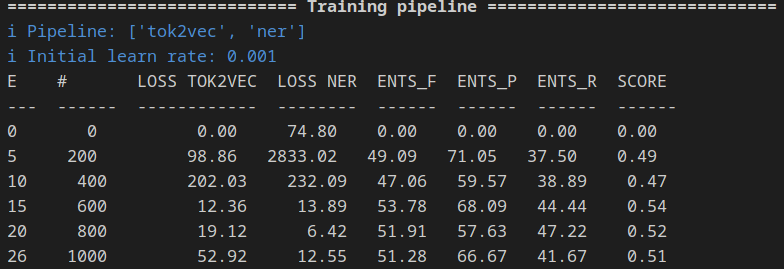 ============================= Training pipeline =============================
i Pipeline: ['tok2vec', 'ner']
i Initial learn rate: 0.001
E    #       LOSS TOK2VEC  LOSS NER  ENTS_F  ENTS_P  ENTS_R  SCORE
---  ------  ------------  --------  ------  ------  ------  ------
0       0          0.00     74.80    0.00    0.00    0.00    0.00
5     200         98.86   2833.02   49.09   71.05   37.50    0.49
10     400        202.03    232.09   47.06   59.57   38.89    0.47
15     600         12.36     13.89   53.78   68.09   44.44    0.54
20     800         19.12      6.42   51.91   57.63   47.22    0.52
26    1000         52.92     12.55   51.28   66.67   41.67    0.51